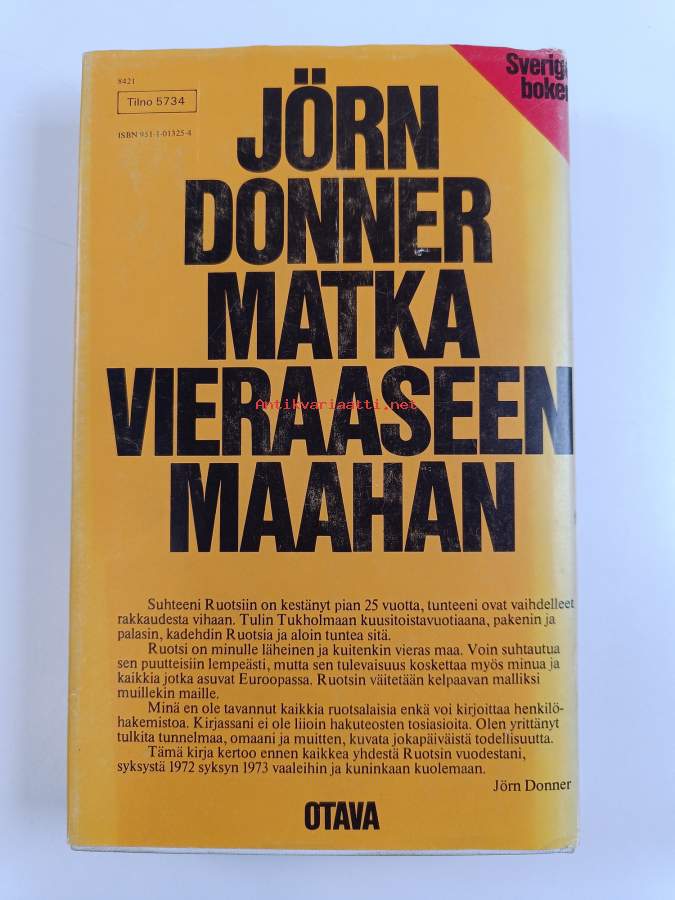 8421
Tilno 5734
ISBN 951-1-01325-4
Sverige
boken
JÖRN
DONNER
MATKA
VIERAASEEN
MAAHAN
Antikvariaatti.net
Suhteeni Ruotsiin on kestänyt pian 25 vuotta, tunteeni ovat vaihdelleet
rakkaudesta vihaan. Tulin Tukholmaan kuusitoistavuotiaana, pakenin ja
palasin, kadehdin Ruotsia ja aloin tuntea sitä.
Ruotsi on minulle läheinen ja kuitenkin vieras maa. Voin suhtautua
sen puutteisiin lempeästi, mutta sen tulevaisuus koskettaa myös minua ja
kaikkia jotka asuvat Euroopassa. Ruotsin väitetään kelpaavan malliksi
muillekin maille.
Minä en ole tavannut kaikkia ruotsalaisia enkä voi kirjoittaa henkilö-
hakemistoa. Kirjassani ei ole liioin hakuteosten tosiasioita. Olen yrittänyt
tulkita tunnelmaa, omaani ja muitten, kuvata jokapäiväistä todellisuutta.
Tämä kirja kertoo ennen kaikkea yhdestä Ruotsin vuodestani,
syksystä 1972 syksyn 1973 vaaleihin ja kuninkaan kuolemaan.
Jörn Donner
OTAVA